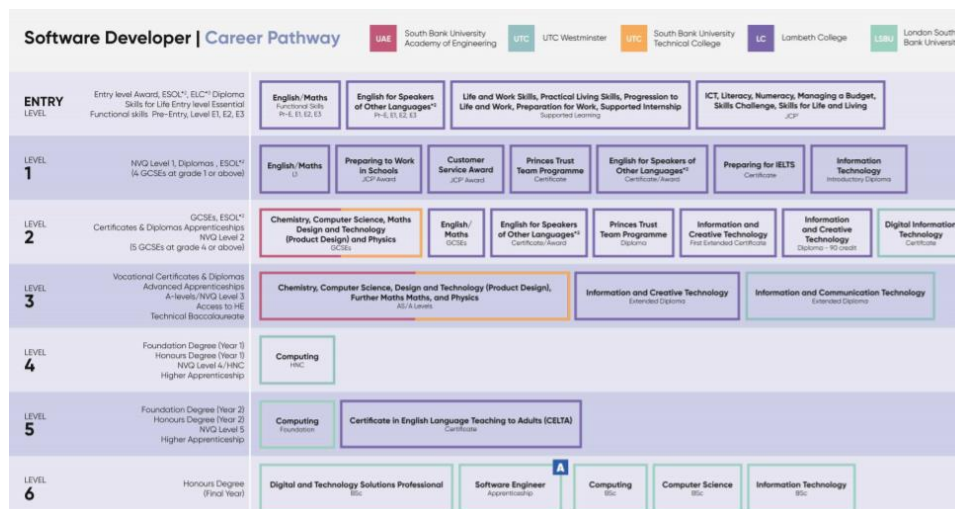 Software Developer | Career Pathway
UAE
South Bank University
Academy of Engineering
UTC
UTC Westminster
UTC
South Bank University
Technical College
LC
Lambeth College
LSBU
London South
Bank Universit
ENTRY
LEVEL
Entry level Award, ESOL*², ELC*³ Diploma
Skills for Life Entry level Essential
Functional skills Pre-Entry, Level E1, E2, E3
English/Maths
Functional Skills
Pr-E, E1, E2, E3
English for Speakers
of Other Languages*²
Pr-E, E1, E2, E3
Life and Work Skills, Practical Living Skills, Progression to
Life and Work, Preparation for Work, Supported Internship
Supported Learning
ICT, Literacy, Numeracy, Managing a Budget,
Skills Challenge, Skills for Life and Living
JCP¹
LEVEL
1
NVQ Level 1, Diplomas , ESOL*²
(4 GCSEs at grade 1 or above)
English/Maths
L1
Preparing to Work
in Schools
JCP¹ Award
Customer
Service Award
JCP¹ Award
Princes Trust
Team Programme
Certificate
English for Speakers of
Other Languages*²
Certificate/Award
Preparing for IELTS
Certificate
Information
Technology
Introductory Diploma
LEVEL
2
GCSEs, ESOL*²
Certificates & Diplomas Apprenticeships
NVQ Level 2
(5 GCSEs at grade 4 or above)
Chemistry, Computer Science, Maths
Design and Technology
(Product Design) and Physics
GCSEs
English/
Maths
GCSEs
English for Speakers
of Other Languages*²
Certificate/Award
Princes Trust
Team Programme
Diploma
Information and
Creative Technology
First Extended Certificate
Information
and Creative
Technology
Diploma - 90 credit
Digital Information
Technology
Certificate
LEVEL
3
Vocational Certificates & Diplomas
Advanced Apprenticeships
A-levels/NVQ Level 3
Access to HE
Technical Baccalaureate
Chemistry, Computer Science, Design and Technology (Product Design),
Further Maths Maths, and Physics
AS/A Levels
Information and Creative Technology
Extended Diploma
Information and Communication Technology
Extended Diploma
LEVEL
4
Foundation Degree (Year 1)
Honours Degree (Year 1)
NVQ Level 4/HNC
Higher Apprenticeship
Computing
HNC
LEVEL
5
Foundation Degree (Year 2)
Honours Degree (Year 2)
NVQ Level 5
Higher Apprenticeship
Computing
Foundation
Certificate in English Language Teaching to Adults (CELTA)
Certificate
LEVEL
6
Honours Degree
(Final Year)
Digital and Technology Solutions Professional
BSc
A
Software Engineer
Apprenticeship
Computing
BSc
Computer Science
BSc
Information Technology
BSc